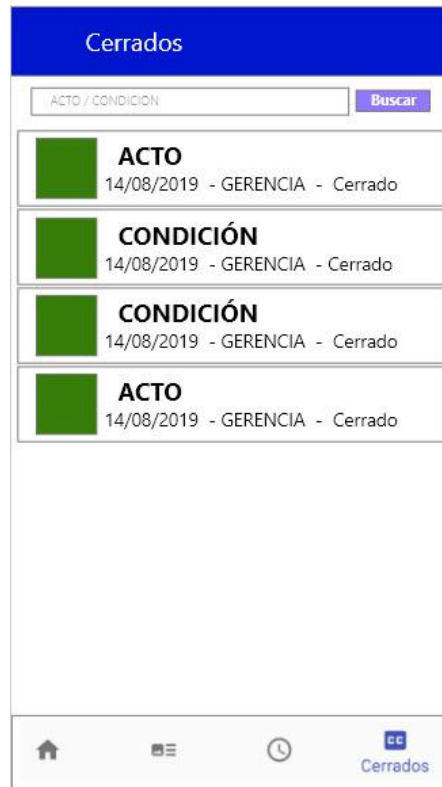 Cerrados
ACTO / CONDICION
Buscar
ACTO
14/08/2019 - GERENCIA - Cerrado
CONDICIÓN
14/08/2019 - GERENCIA - Cerrado
CONDICIÓN
14/08/2019 - GERENCIA - Cerrado
ACTO
14/08/2019 - GERENCIA - Cerrado
CC
Cerrados